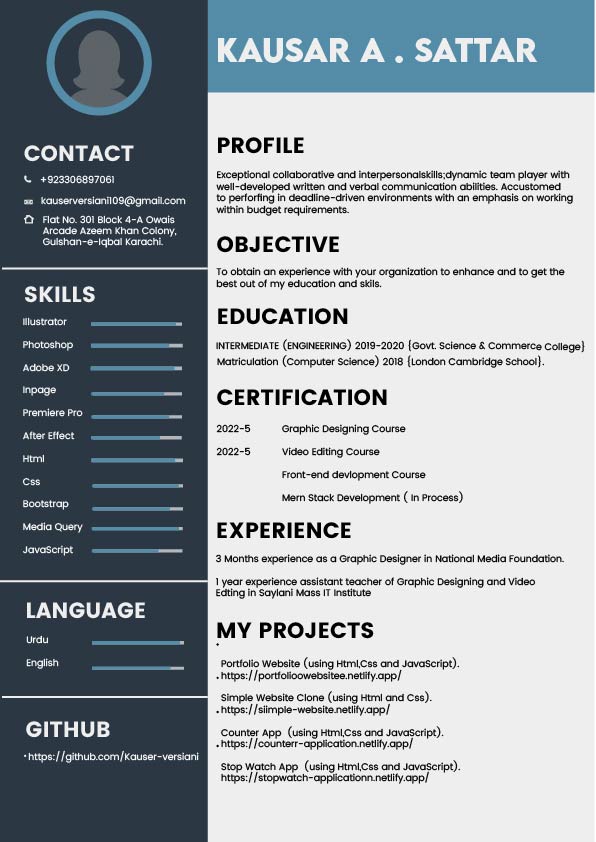 KAUSAR A . SATTAR
CONTACT
+923306897061
kauserversiani109@gmail.com
Flat No. 301 Block 4-A Owais
Arcade Azeem Khan Colony,
Gulshan-e-Iqbal Karachi.
SKILLS
Illustrator
Photoshop
Adobe XD
Inpage
Premiere Pro
After Effect
Html
Css
Bootstrap
Media Query
JavaScript
LANGUAGE
Urdu
English
GITHUB
https://github.com/Kauser-versiani
PROFILE
Exceptional collaborative and interpersonalskills;dynamic team player with
well-developed written and verbal communication abilities. Accustomed
to perforfing in deadline-driven environments with an emphasis on working
within budget requirements.
OBJECTIVE
To obtain an experience with your organization to enhance and to get the
best out of my education and skils.
EDUCATION
INTERMEDIATE (ENGINEERING) 2019-2020 {Govt. Science & Commerce College}
Matriculation (Computer Science) 2018 {London Cambridge School}.
CERTIFICATION
2022-5 Graphic Designing Course
2022-5 Video Editing Course
Front-end devlopment Course
Mern Stack Development ( In Process)
EXPERIENCE
3 Months experience as a Graphic Designer in National Media Foundation.
1 year experience assistant teacher of Graphic Designing and Video
Edting in Saylani Mass IT Institute
MY PROJECTS
Portfolio Website (using Html,Css and JavaScript).
https://portfolioowebsitee.netlify.app/
Simple Website Clone (using Html and Css).
https://siimple-website.netlify.app/
Counter App (using Html,Css and JavaScript).
https://counterr-application.netlify.app/
Stop Watch App (using Html,Css and JavaScript).
https://stopwatch-applicationn.netlify.app/